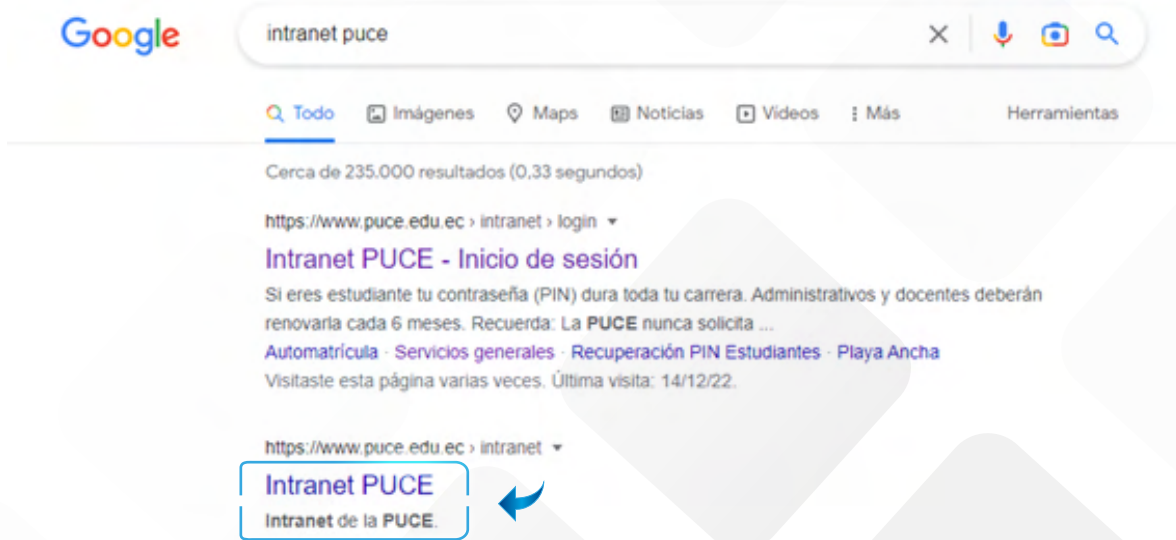 Google
intranet puce
Todo Imágenes Maps Noticias Vídeos Más Herramientas
Cerca de 235.000 resultados (0,33 segundos)
https://www.puce.edu.ec › intranet › login
Intranet PUCE - Inicio de sesión
Si eres estudiante tu contraseña (PIN) dura toda tu carrera. Administrativos y docentes deberán
renovarla cada 6 meses. Recuerda: La PUCE nunca solicita ...
Automatrícula · Servicios generales · Recuperación PIN Estudiantes · Playa Ancha
Visitaste esta página varias veces. Última visita: 14/12/22.
https://www.puce.edu.ec › intranet
Intranet PUCE
Intranet de la PUCE.